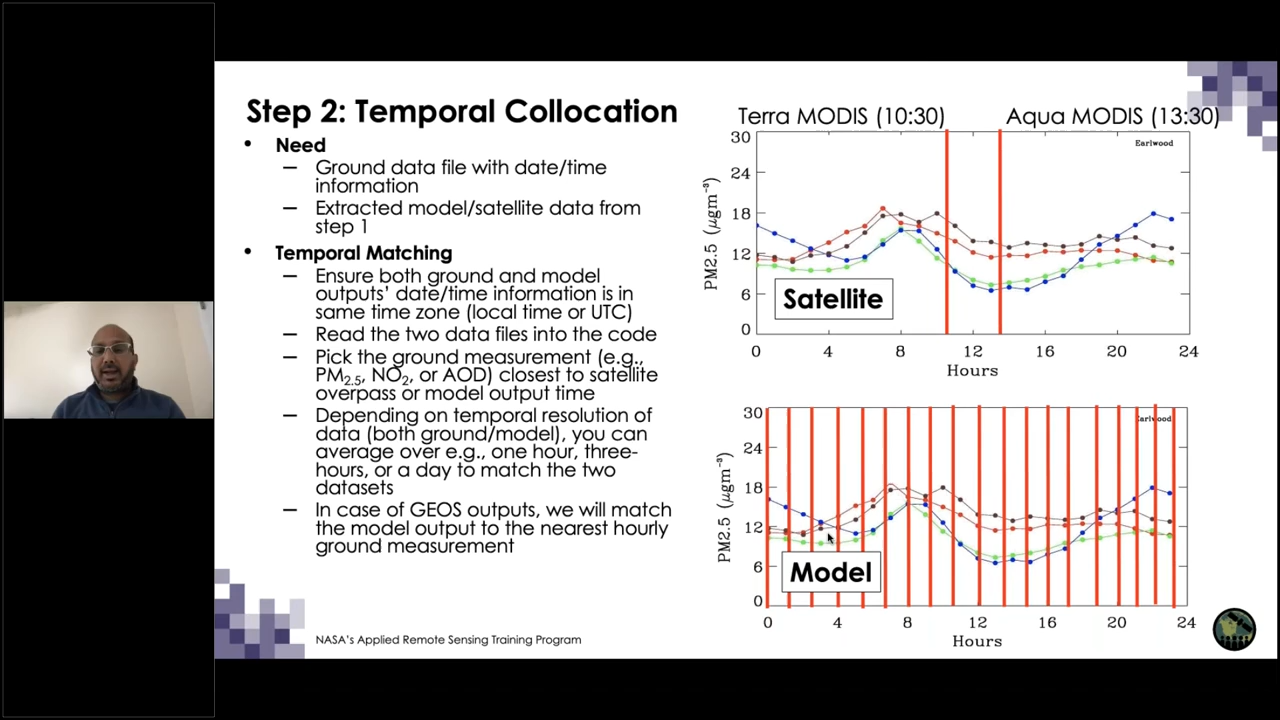 Step 2: Temporal Collocation
• Need
– Ground data file with date/time
information
– Extracted model/satellite data from
step 1
• Temporal Matching
– Ensure both ground and model
outputs’ date/time information is in
same time zone (local time or UTC)
– Read the two data files into the code
– Pick the ground measurement (e.g.,
PM2.5, NO2, or AOD) closest to satellite
overpass or model output time
– Depending on temporal resolution of
data (both ground/model), you can
average over e.g., one hour, three-
hours, or a day to match the two
datasets
– In case of GEOS outputs, we will match
the model output to the nearest hourly
ground measurement
NASA’s Applied Remote Sensing Training Program
Terra MODIS (10:30) Aqua MODIS (13:30)
Earlwood
30
24
18
12
6
0
PM2.5 (μgm⁻³)
Satellite
0 4 8 12 16 20 24
Hours
Earlwood
30
24
18
12
6
0
PM2.5 (μgm⁻³)
Model
0 4 8 12 16 20 24
Hours